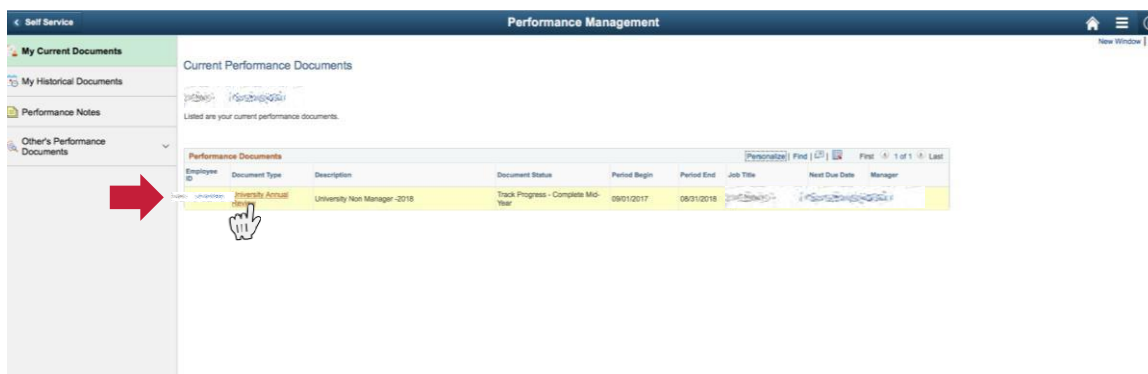 Self Service
Performance Management
New Window |
My Current Documents
My Historical Documents
Performance Notes
Other's Performance
Documents
Current Performance Documents
Listed are your current performance documents.
Performance Documents
Personalize | Find | | First 1 of 1 Last
Employee
ID
Document Type
Description
Document Status
Period Begin
Period End
Job Title
Next Due Date
Manager
University Annual
Review
University Non Manager -2018
Track Progress - Complete Mid-
Year
09/01/2017
08/31/2018